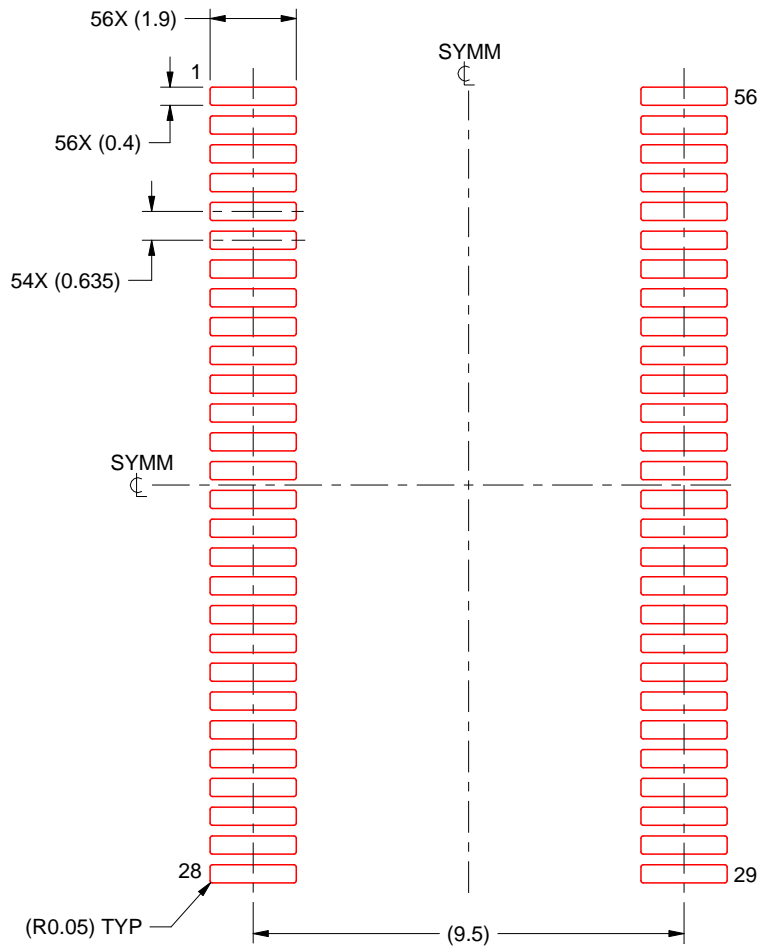 56X (1.9)
SYMM
1
56
56X (0.4)
54X (0.635)
SYMM
28
29
(R0.05) TYP
(9.5)